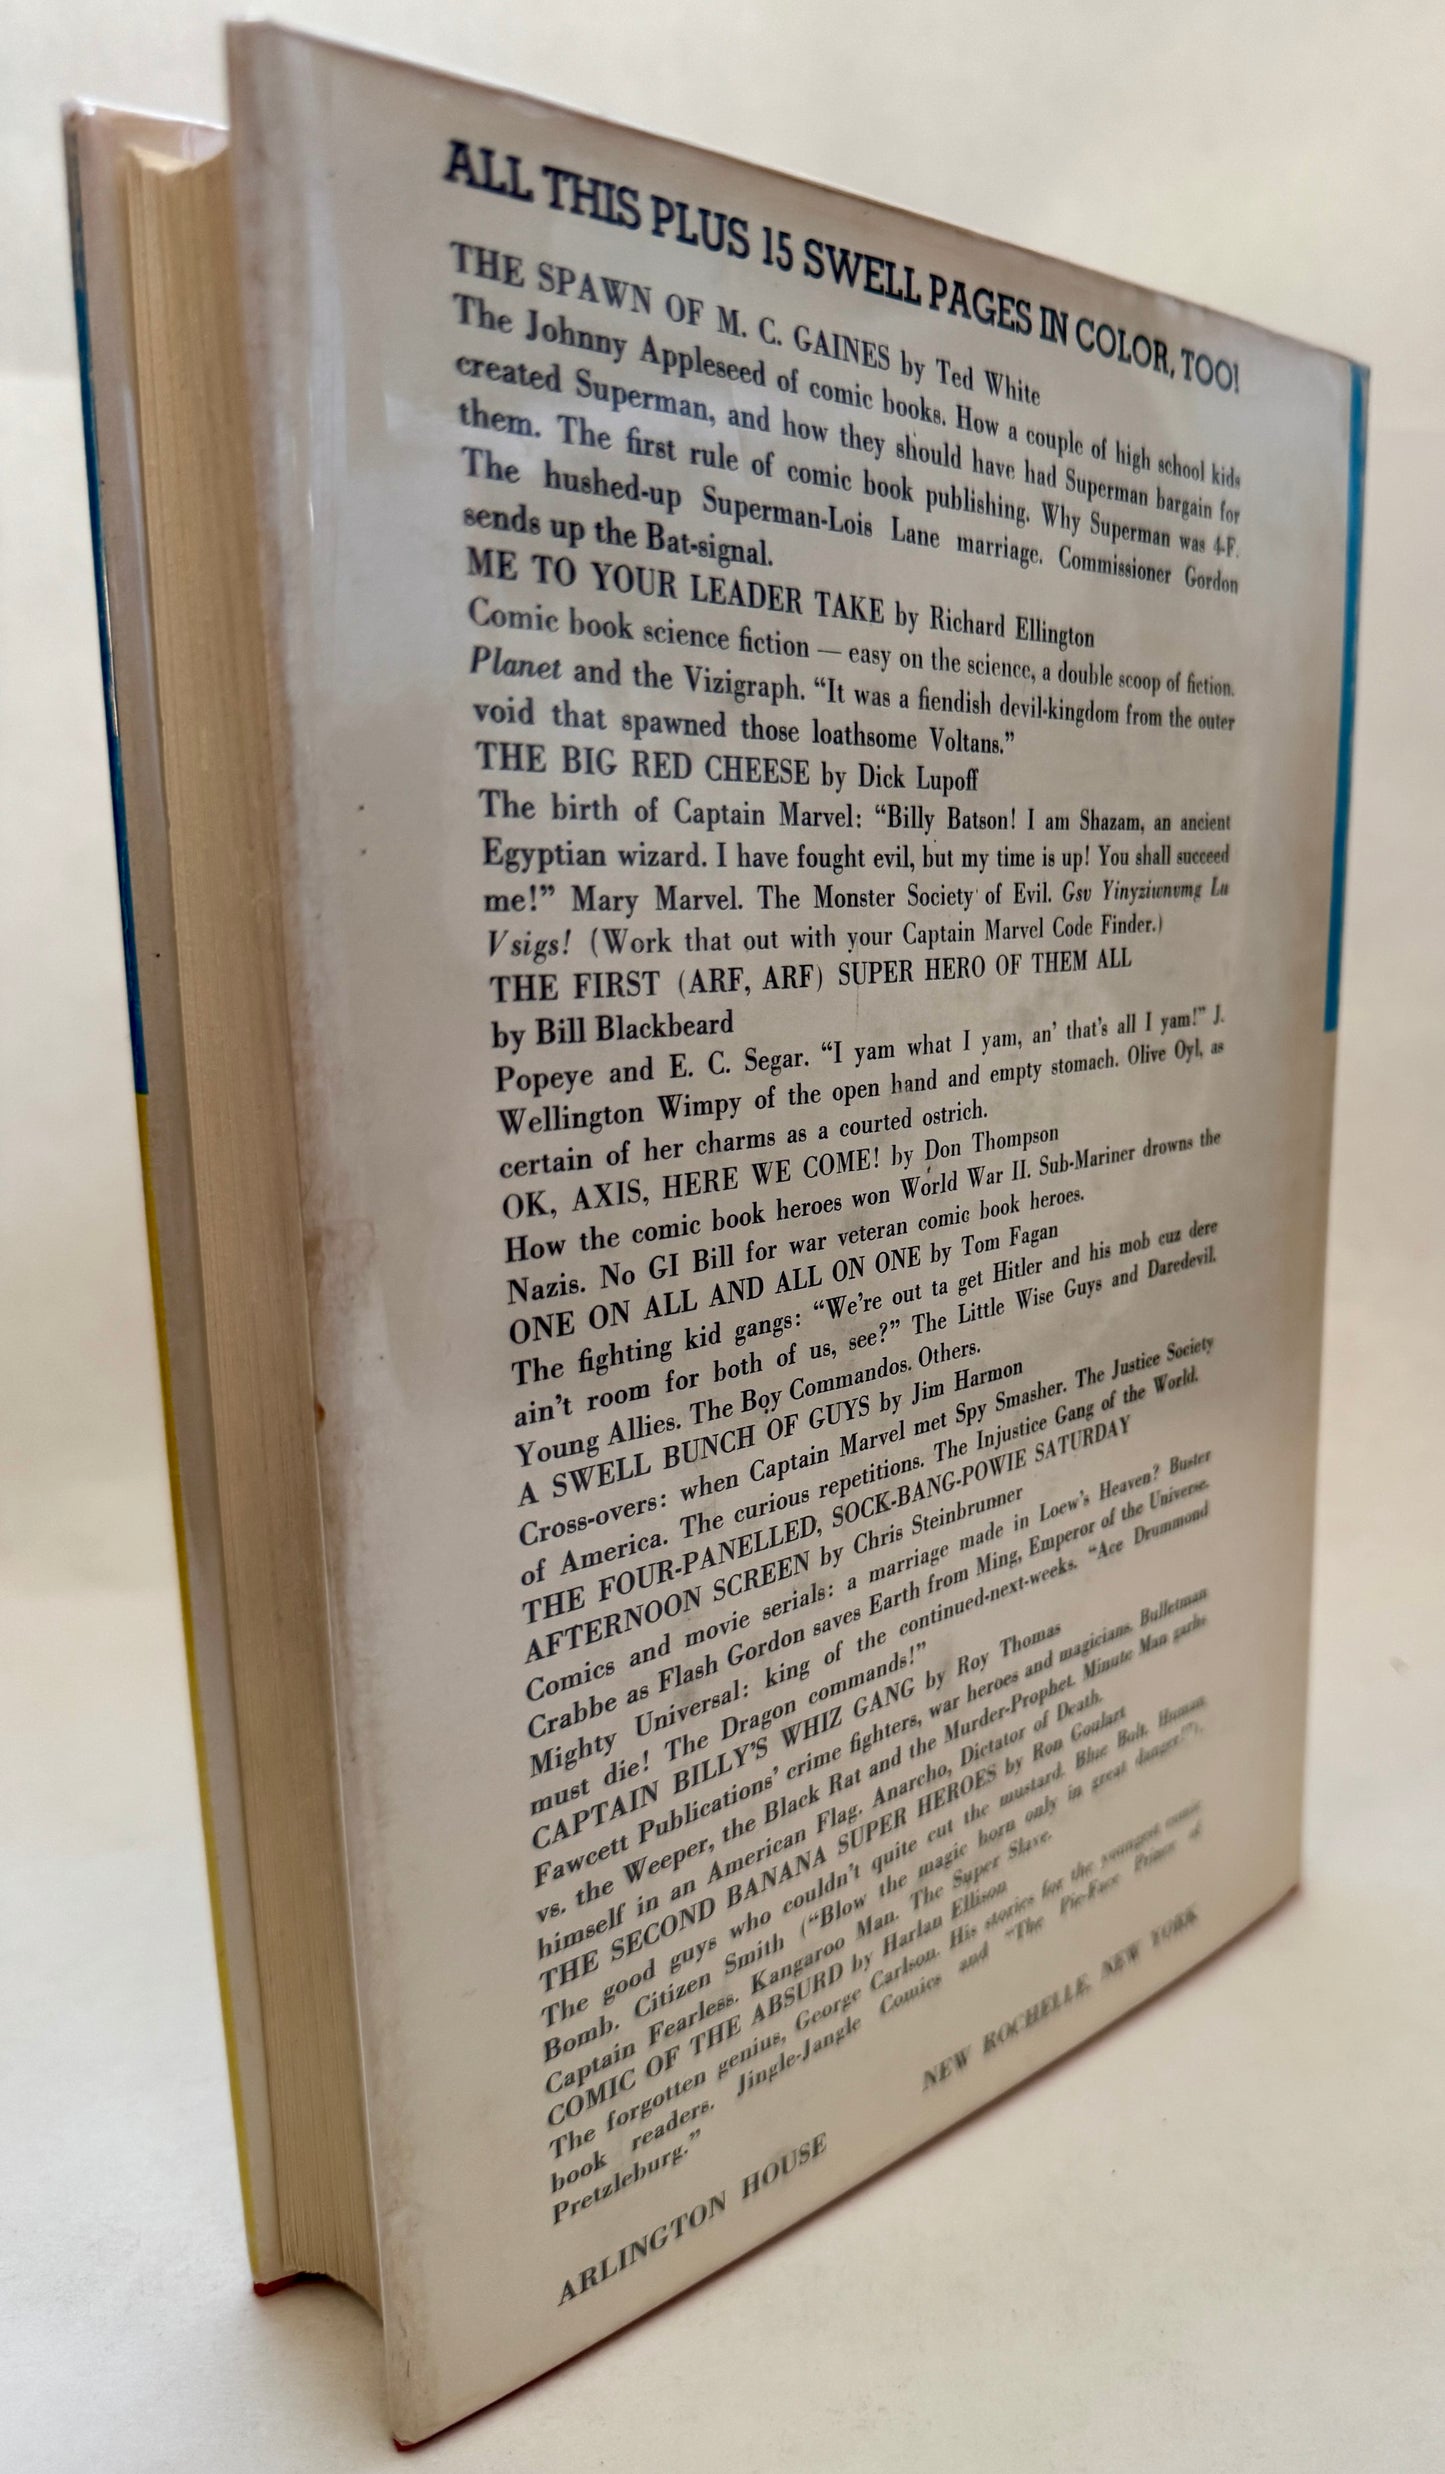 ALL THIS PLUS 15 SWELL PAGES IN COLOR, TOO!
THE SPAWN OF M. C. GAINES by Ted White
The Johnny Appleseed of comic books. How a couple of high school kids
created Superman, and how they should have had Superman bargain for
them. The first rule of comic book publishing. Why Superman was 4-F.
The hushed-up Superman-Lois Lane marriage. Commissioner Gordon
sends up the Bat-signal.
ME TO YOUR LEADER TAKE by Richard Ellington
Comic book science fiction — easy on the science, a double scoop of fiction.
Planet and the Vizigraph. “It was a fiendish devil-kingdom from the outer
void that spawned those loathsome Voltans.”
THE BIG RED CHEESE by Dick Lupoff
The birth of Captain Marvel: “Billy Batson! I am Shazam, an ancient
Egyptian wizard. I have fought evil, but my time is up! You shall succeed
me!” Mary Marvel. The Monster Society of Evil. Gsv Lu
Vsigs! (Work that out with your Captain Marvel Code Finder.)
THE FIRST (ARF, ARF) SUPER HERO OF THEM ALL
by Bill Blackbeard
Popeye and E. C. Segar. “I yam what I yam, an’ that’s all I yam!” J.
Wellington Wimpy of the open hand and empty stomach. Olive Oyl, as
certain of her charms as a courted ostrich.
OK, AXIS, HERE WE COME! by Don Thompson
How the comic book heroes won World War II. Sub-Mariner drowns the
Nazis. No GI Bill for war veteran comic book heroes.
ONE ON ALL AND ALL ON ONE by Tom Fagan
The fighting kid gangs: “We’re out ta get Hitler and his mob cuz dere
ain’t room for both of us, see?” The Little Wise Guys and Daredevil.
Young Allies. The Boy Commandos. Others.
A SWELL BUNCH OF GUYS by Jim Harmon
Cross-overs: when Captain Marvel met Spy Smasher. The Justice Society
of America. The curious repetitions. The Injustice Gang of the World.
THE FOUR-PANELLED, SOCK-BANG-POWIE SATURDAY
AFTERNOON SCREEN by Chris Steinbrunner
Comics and movie serials: a marriage made in Loew’s Heaven? Buster
Crabbe as Flash Gordon saves Earth from Ming, Emperor of the Universe.
Mighty Universal: king of the continued-next-weeks. “Ace Drummond
must die! The Dragon commands!”
CAPTAIN BILLY’S WHIZ GANG by Roy Thomas
Fawcett Publications’ crime fighters, war heroes and magicians. Bulletman
vs. the Weeper, the Black Rat and the Murder-Prophet. Minute Man garbs
himself in an American Flag. Anarcho, Dictator of Death.
THE SECOND BANANA SUPER HEROES by Ron Goulart
The good guys who couldn’t quite cut the mustard. Blue Bolt. Human
Bomb. Citizen Smith (“Blow the magic horn only in great danger!”).
Captain Fearless. Kangaroo Man. The Super Slave.
COMIC OF THE ABSURD by Harlan Ellison
The forgotten genius, George Carlson. His stories for the youngest comic
book readers. Jingle-Jangle Comics and “The Pie-Face Prince of
Pretzleburg.”
ARLINGTON HOUSE NEW ROCHELLE, NEW YORK